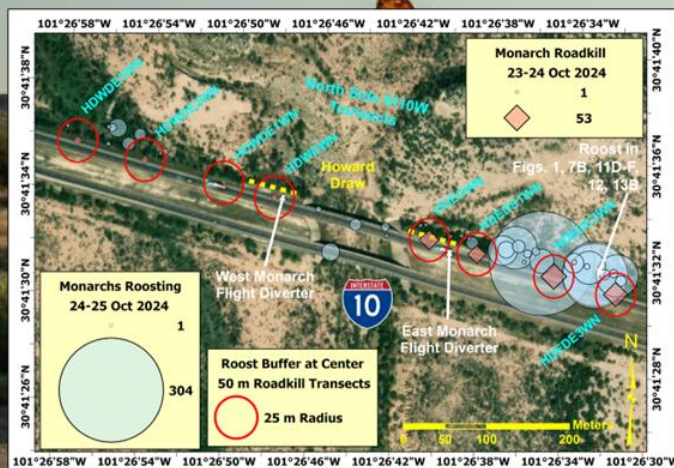 101°26'58"W 101°26'54"W 101°26'50"W 101°26'46"W 101°26'42"W 101°26'38"W 101°26'34"W
30°41'38"N
30°41'34"N
30°41'30"N
30°41'26"N
30°41'40"N
30°41'36"N
30°41'32"N
30°41'28"N
Monarch Roadkill
23-24 Oct 2024
1
53
North Side M10W
Transects
HDWDE1WN
HDEDE3WN
Howard
Draw
Roost in
Figs. 1, 7B, 11D-F,
12, 13B
West Monarch
Flight Diverter
East Monarch
Flight Diverter
INTERSTATE
10
Monarchs Roosting
24-25 Oct 2024
1
304
Roost Buffer at Center
50 m Roadkill Transects
25 m Radius
N
Meters
0 50 100 200
101°26'58"W 101°26'54"W 101°26'50"W 101°26'46"W 101°26'42"W 101°26'38"W 101°26'34"W 101°26'30"W